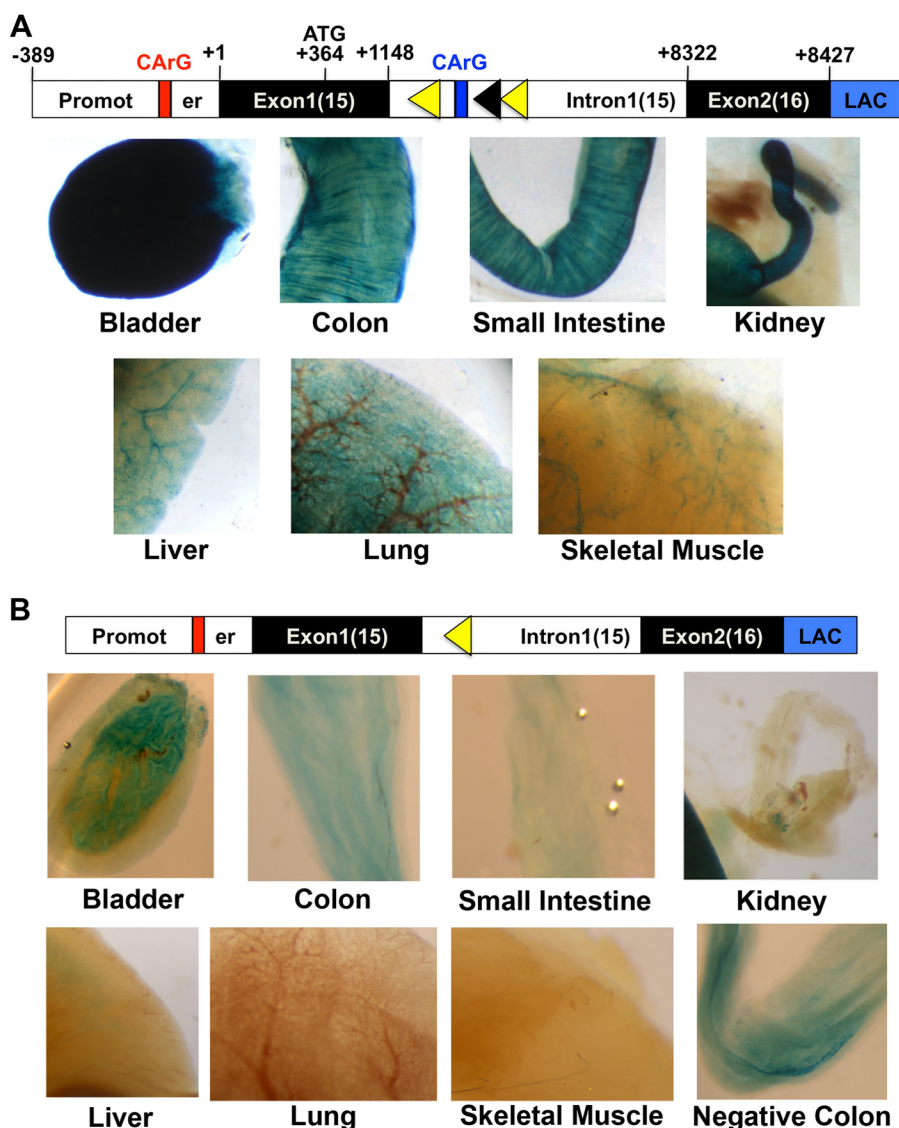 A
ATG
-389 +1 +364 +1148 +8322 +8427
CArG CArG
Promot er Exon1(15) Intron1(15) Exon2(16) LAC
Bladder Colon Small Intestine Kidney
Liver Lung Skeletal Muscle
B
Promot er Exon1(15) Intron1(15) Exon2(16) LAC
Bladder Colon Small Intestine Kidney
Liver Lung Skeletal Muscle Negative Colon